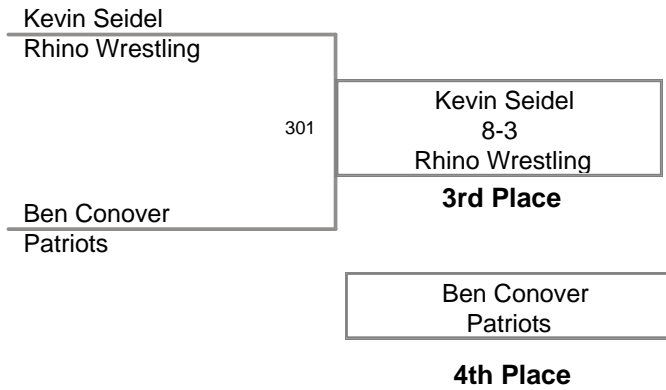 Kevin Seidel
Rhino Wrestling
301
Kevin Seidel
8-3
Rhino Wrestling
3rd Place
Ben Conover
Patriots
Ben Conover
Patriots
4th Place